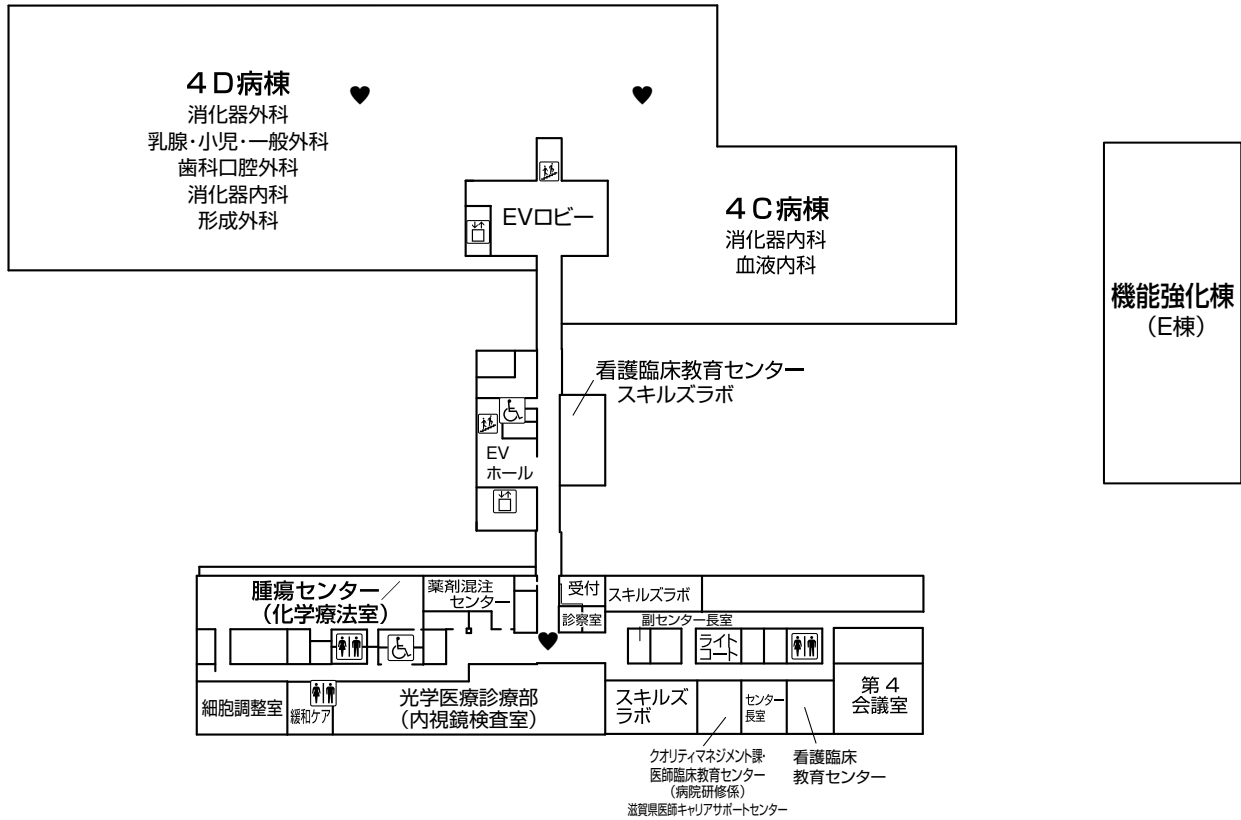 4D病棟
消化器外科
乳腺・小児・一般外科
歯科口腔外科
消化器内科
形成外科
EVロビー
4C病棟
消化器内科
血液内科
機能強化棟
（E棟）
看護臨床教育センター
スキルズラボ
EV
ホール
腫瘍センター
（化学療法室）
薬剤混注
センター
受付
スキルズラボ
診察室
副センター長室
ライト
コート
細胞調整室
緩和ケア
光学医療診療部
（内視鏡検査室）
スキルズ
ラボ
センター
長室
第4
会議室
クオリティマネジメント課・
医師臨床教育センター
（病院研修係）
滋賀県医師キャリアサポートセンター
看護臨床
教育センター